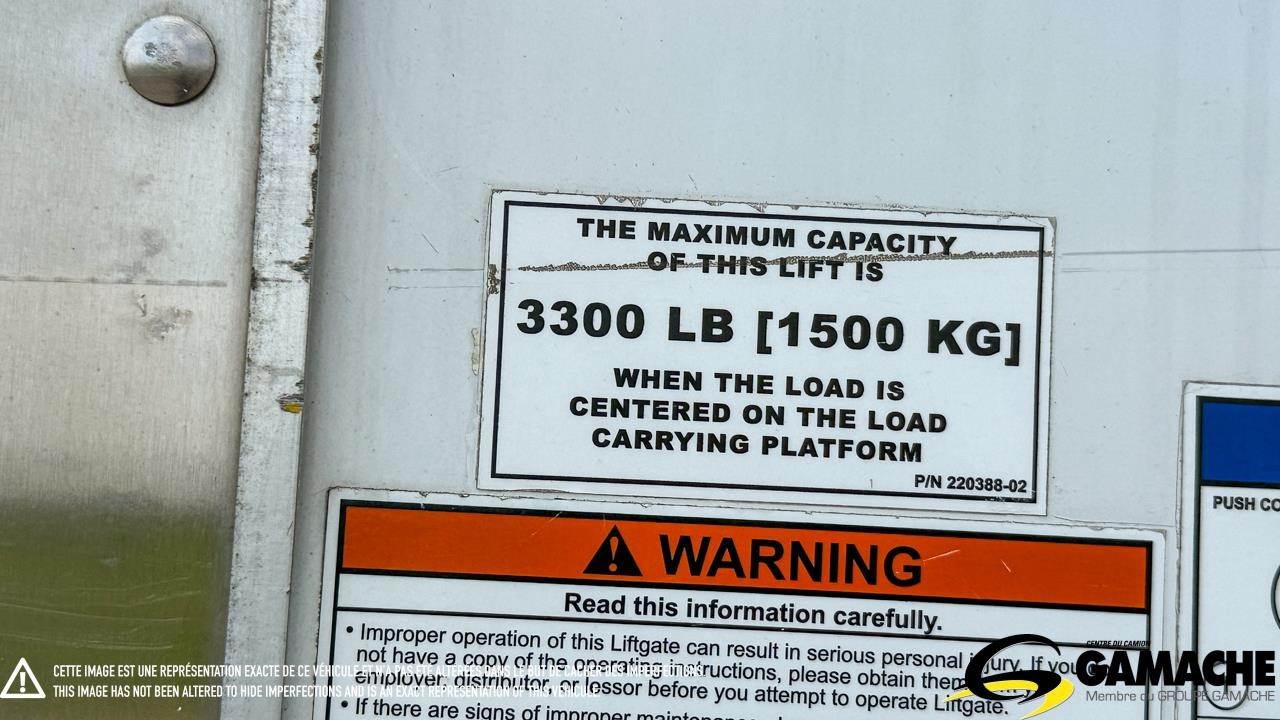 THE MAXIMUM CAPACITY
OF THIS LIFT IS
3300 LB [1500 KG]
WHEN THE LOAD IS
CENTERED ON THE LOAD
CARRYING PLATFORM
P/N 220388-02
WARNING
Read this information carefully.
• Improper operation of this Liftgate can result in serious personal injury. If you
not have a copy of the operating instructions, please obtain them
employer, distributor, or lessor before you attempt to operate Liftgate.
• If there are signs of improper
PUSH
CETTE IMAGE EST UNE REPRÉSENTATION EXACTE DE CE VÉHICULE ET N'A PAS ÉTÉ ALTÉRÉE DANS LE BUT DE CACHER DES IMPERFECTIONS.
THIS IMAGE HAS NOT BEEN ALTERED TO HIDE IMPERFECTIONS AND IS AN EXACT REPRESENTATION OF THIS VEHICLE.
CENTRE DU CAMION
GAMACHE
Membre du GROUPE GAMACHE